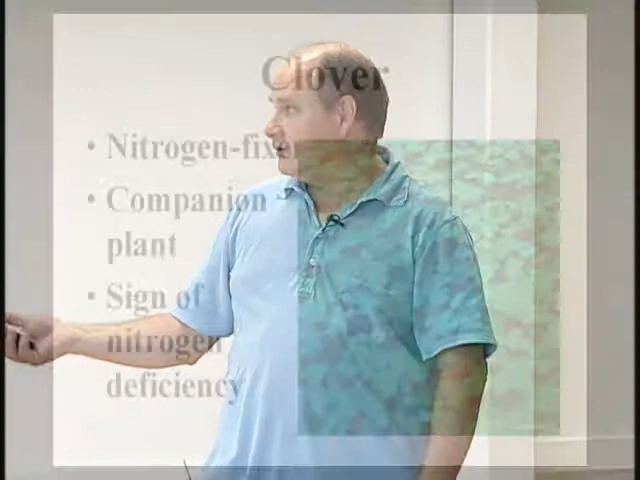 Clover
• Nitrogen-fix
• Companion
plant
• Sign of
nitrogen
deficiency